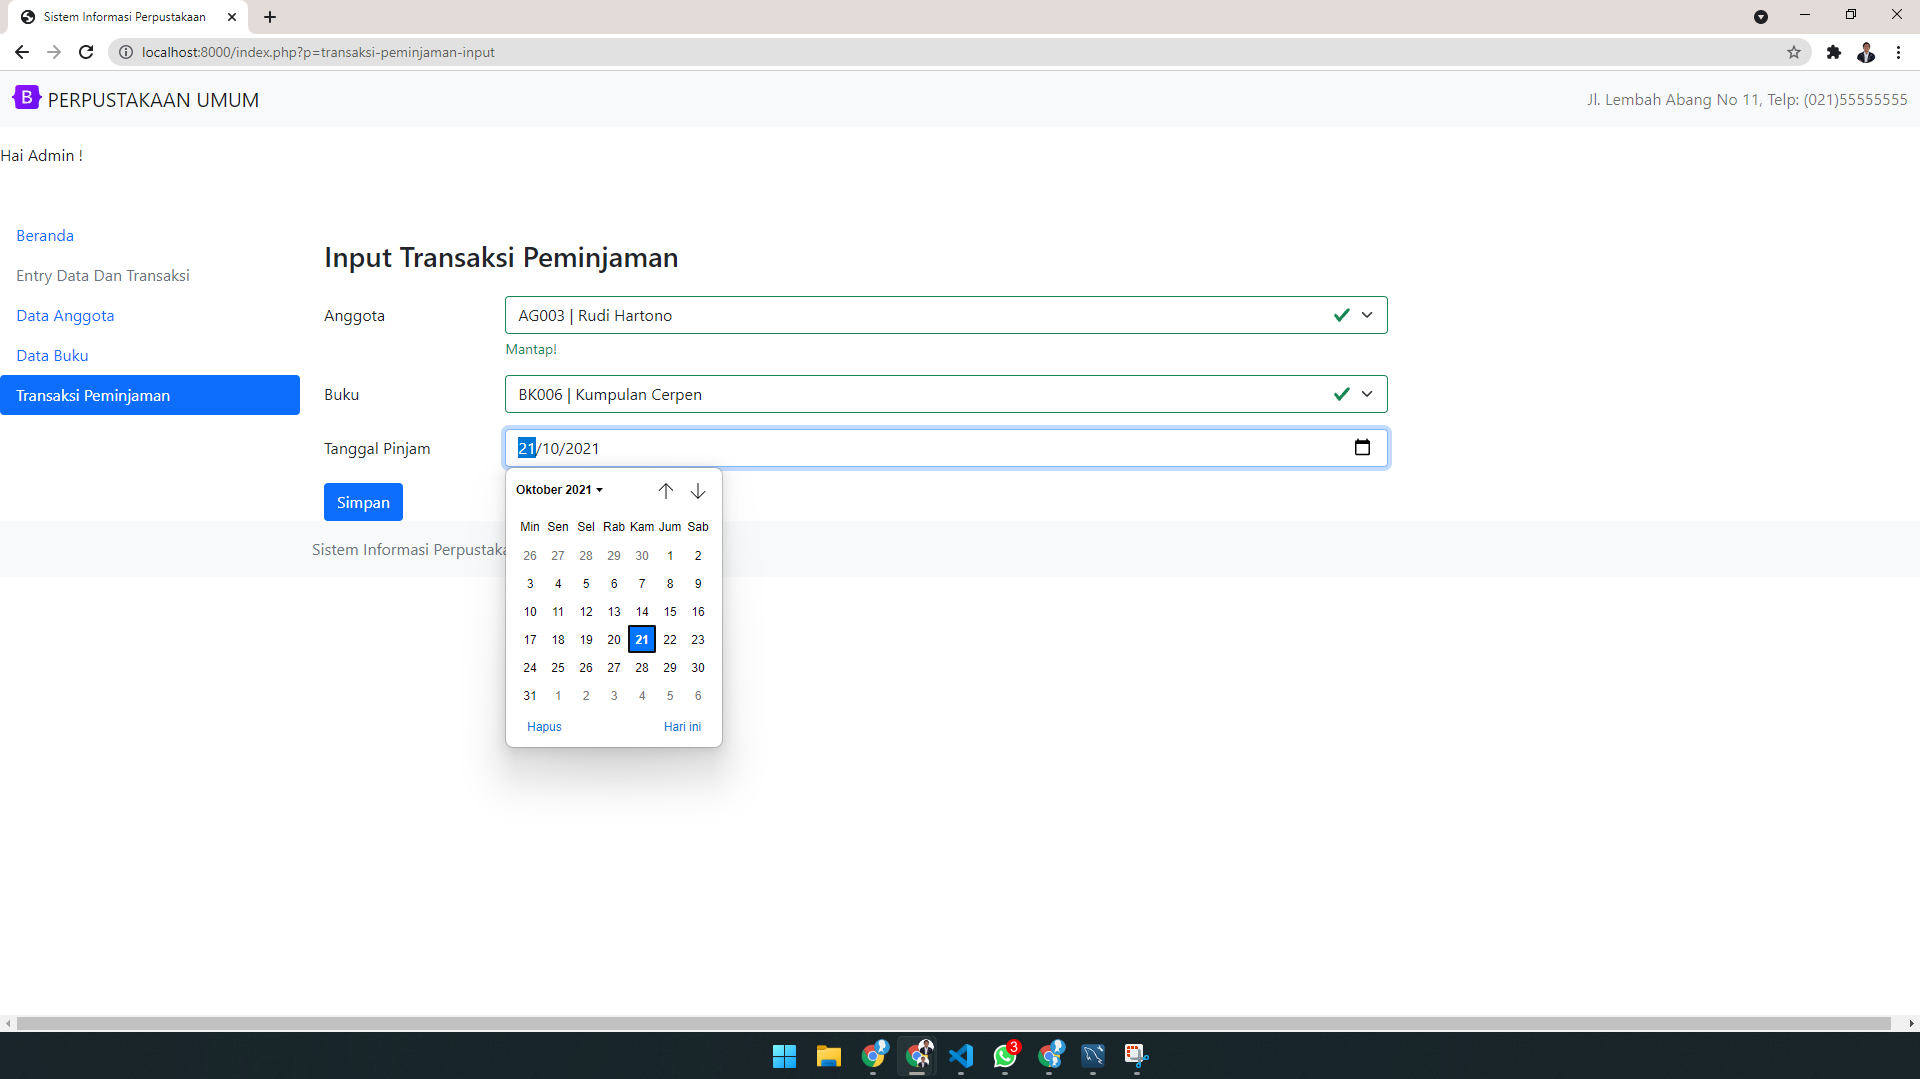 Sistem Informasi Perpustakaan
localhost:8000/index.php?p=transaksi-peminjaman-input
B PERPUSTAKAAN UMUM
Jl. Lembah Abang No 11, Telp: (021)55555555
Hai Admin !
Beranda
Entry Data Dan Transaksi
Data Anggota
Data Buku
Transaksi Peminjaman
Input Transaksi Peminjaman
Anggota
AG003 | Rudi Hartono
Mantap!
Buku
BK006 | Kumpulan Cerpen
Tanggal Pinjam
21/10/2021
Oktober 2021
Min Sen Sel Rab Kam Jum Sab
26 27 28 29 30 1 2
3 4 5 6 7 8 9
10 11 12 13 14 15 16
17 18 19 20 21 22 23
24 25 26 27 28 29 30
31 1 2 3 4 5 6
Hapus Hari ini
Simpan
Sistem Informasi Perpustaka
3